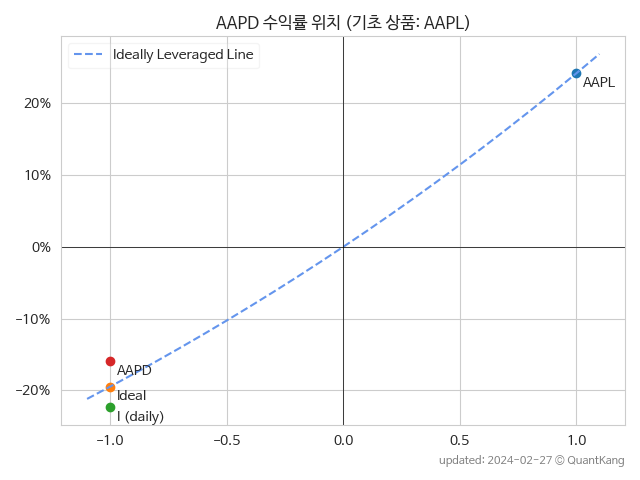 AAPD 수익률 위치 (기초 상품: AAPL)
Ideally Leveraged Line
AAPL
20%
10%
0%
−10%
−20%
AAPD
Ideal
I (daily)
−1.0
−0.5
0.0
0.5
1.0
updated: 2024-02-27 © QuantKang